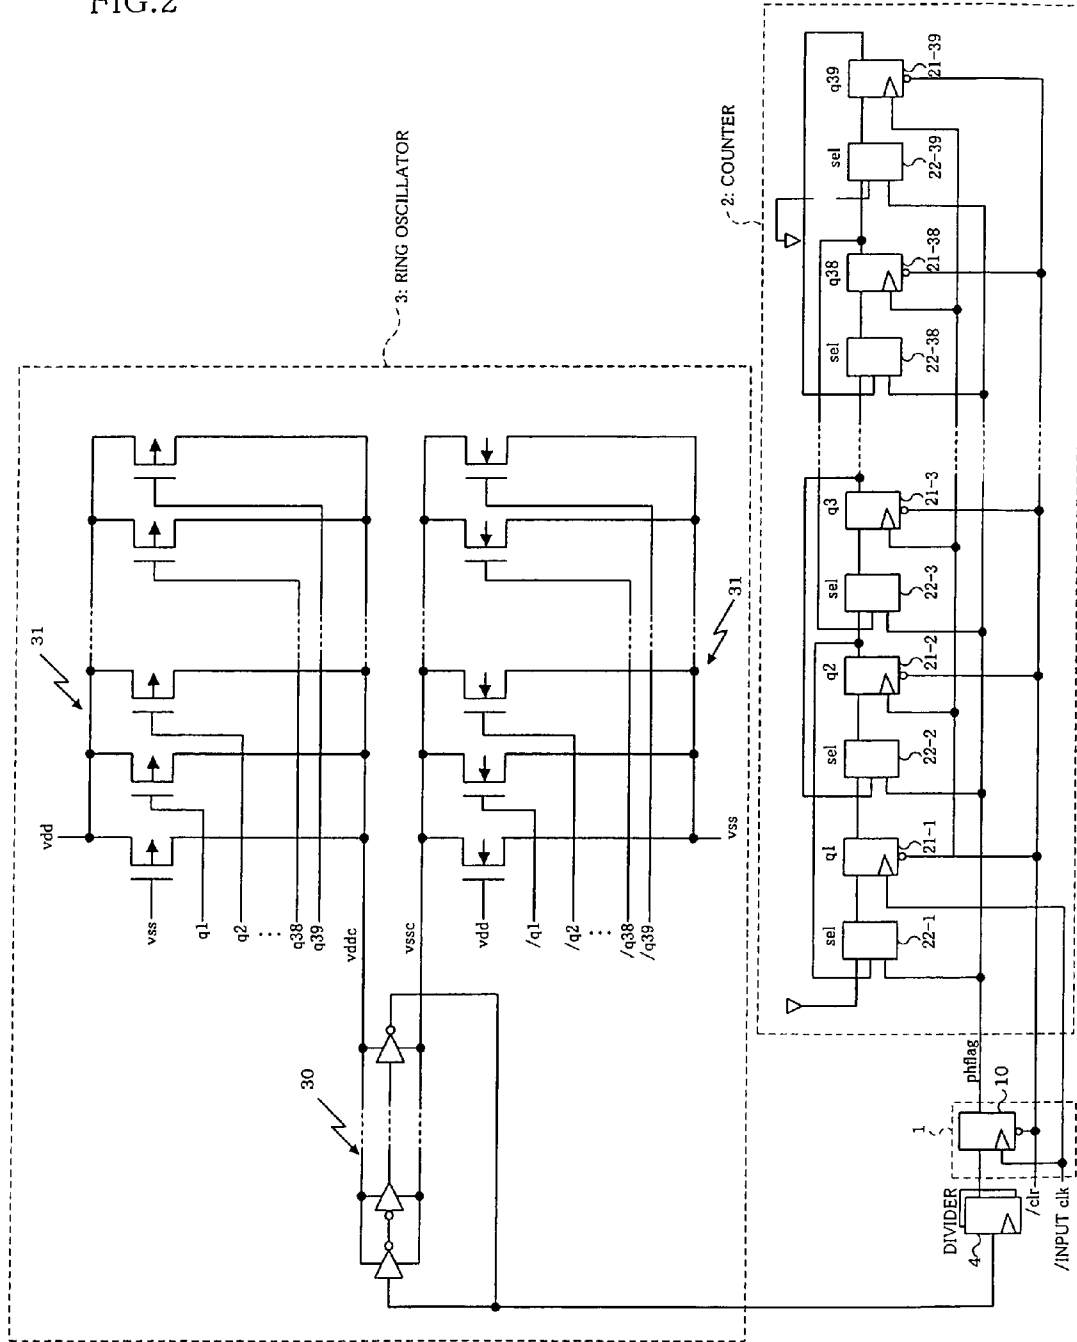 FIG.2
3: RING OSCILLATOR
31
31
vdd
vss
q1
q2
...
q38
q39
vddc
vssc
vdd
/q1
/q2
...
/q38
/q39
vss
30
2: COUNTER
sel
22-1
q1
21-1
sel
22-2
q2
21-2
sel
22-3
q3
21-3
sel
22-38
q38
21-38
sel
22-39
q39
21-39
phflag
1
10
DIVIDER
4
/clr
/INPUT clk